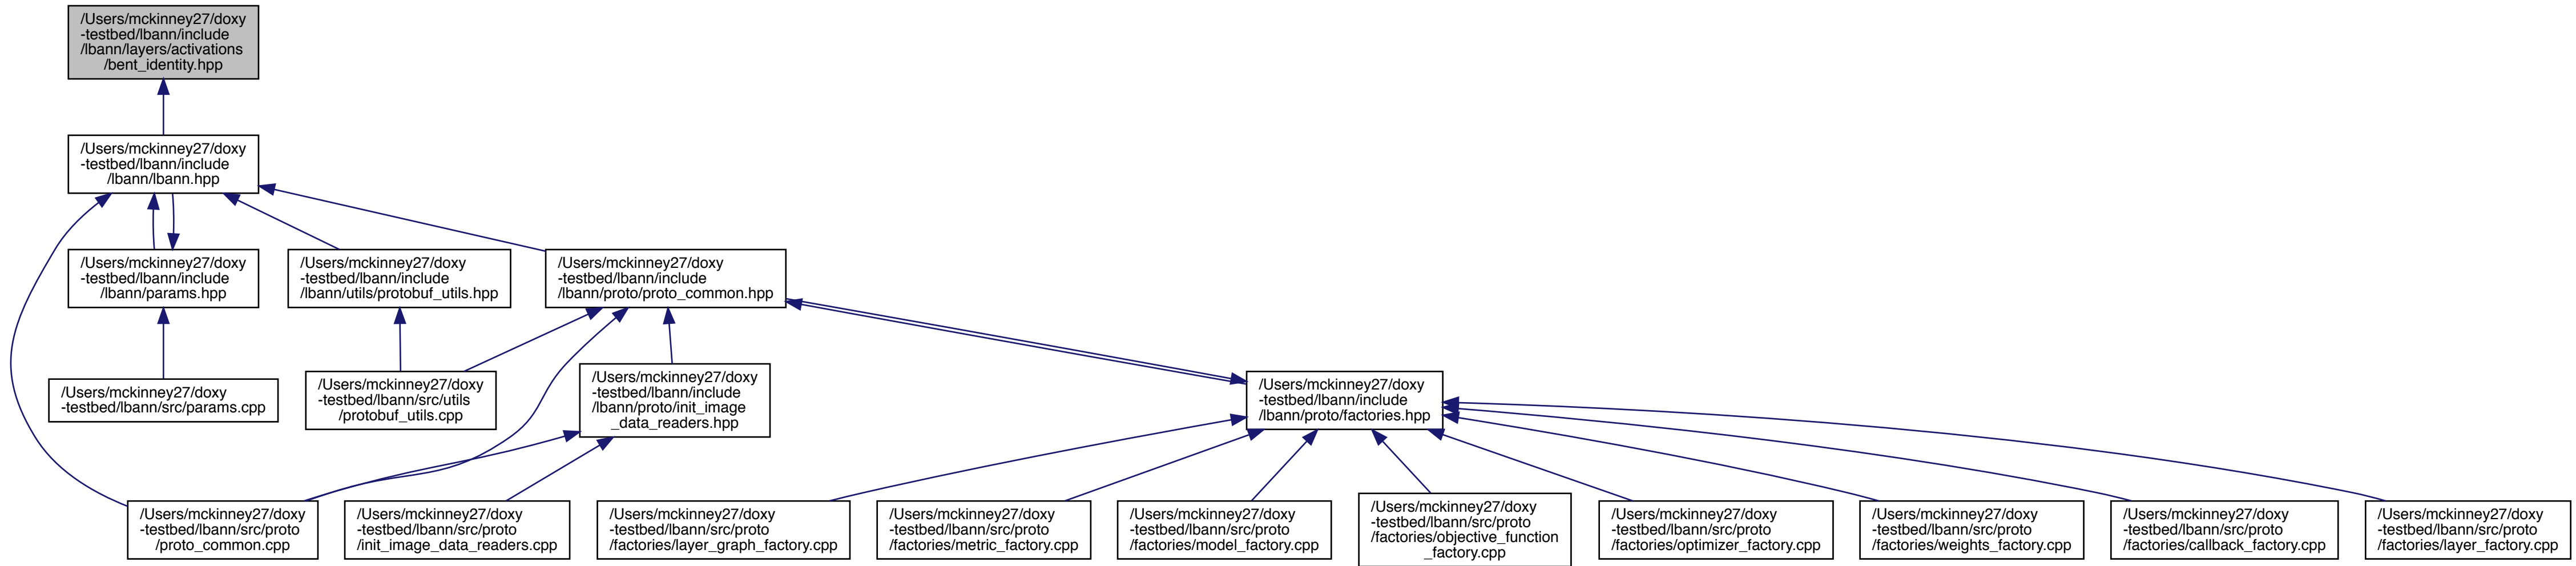 /Users/mckinney27/doxy
-testbed/lbann/include
/lbann/layers/activations
/bent_identity.hpp
/Users/mckinney27/doxy
-testbed/lbann/include
/lbann/lbann.hpp
/Users/mckinney27/doxy
-testbed/lbann/include
/lbann/params.hpp
/Users/mckinney27/doxy
-testbed/lbann/include
/lbann/utils/protobuf_utils.hpp
/Users/mckinney27/doxy
-testbed/lbann/include
/lbann/proto/proto_common.hpp
/Users/mckinney27/doxy
-testbed/lbann/src/params.cpp
/Users/mckinney27/doxy
-testbed/lbann/src/utils
/protobuf_utils.cpp
/Users/mckinney27/doxy
-testbed/lbann/include
/lbann/proto/init_image
_data_readers.hpp
/Users/mckinney27/doxy
-testbed/lbann/include
/lbann/proto/factories.hpp
/Users/mckinney27/doxy
-testbed/lbann/src/proto
/proto_common.cpp
/Users/mckinney27/doxy
-testbed/lbann/src/proto
/init_image_data_readers.cpp
/Users/mckinney27/doxy
-testbed/lbann/src/proto
/factories/layer_graph_factory.cpp
/Users/mckinney27/doxy
-testbed/lbann/src/proto
/factories/metric_factory.cpp
/Users/mckinney27/doxy
-testbed/lbann/src/proto
/factories/model_factory.cpp
/Users/mckinney27/doxy
-testbed/lbann/src/proto
/factories/objective_function
_factory.cpp
/Users/mckinney27/doxy
-testbed/lbann/src/proto
/factories/optimizer_factory.cpp
/Users/mckinney27/doxy
-testbed/lbann/src/proto
/factories/weights_factory.cpp
/Users/mckinney27/doxy
-testbed/lbann/src/proto
/factories/callback_factory.cpp
/Users/mckinney27/doxy
-testbed/lbann/src/proto
/factories/layer_factory.cpp